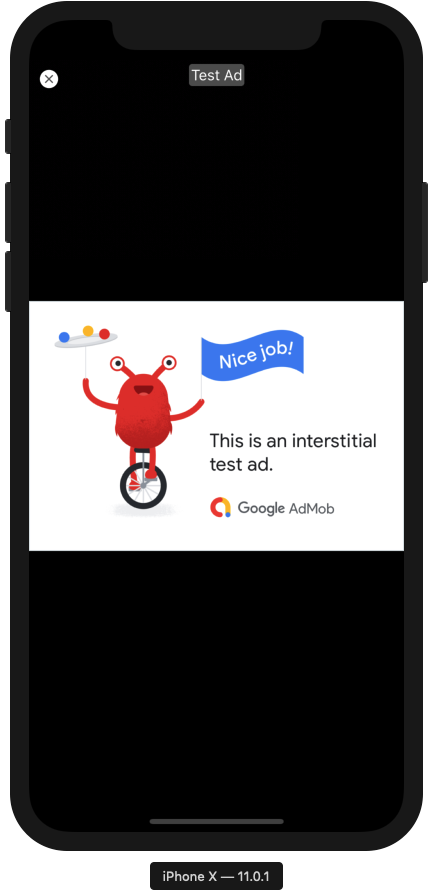 Test Ad
Nice job!
This is an interstitial
test ad.
Google AdMob
iPhone X — 11.0.1